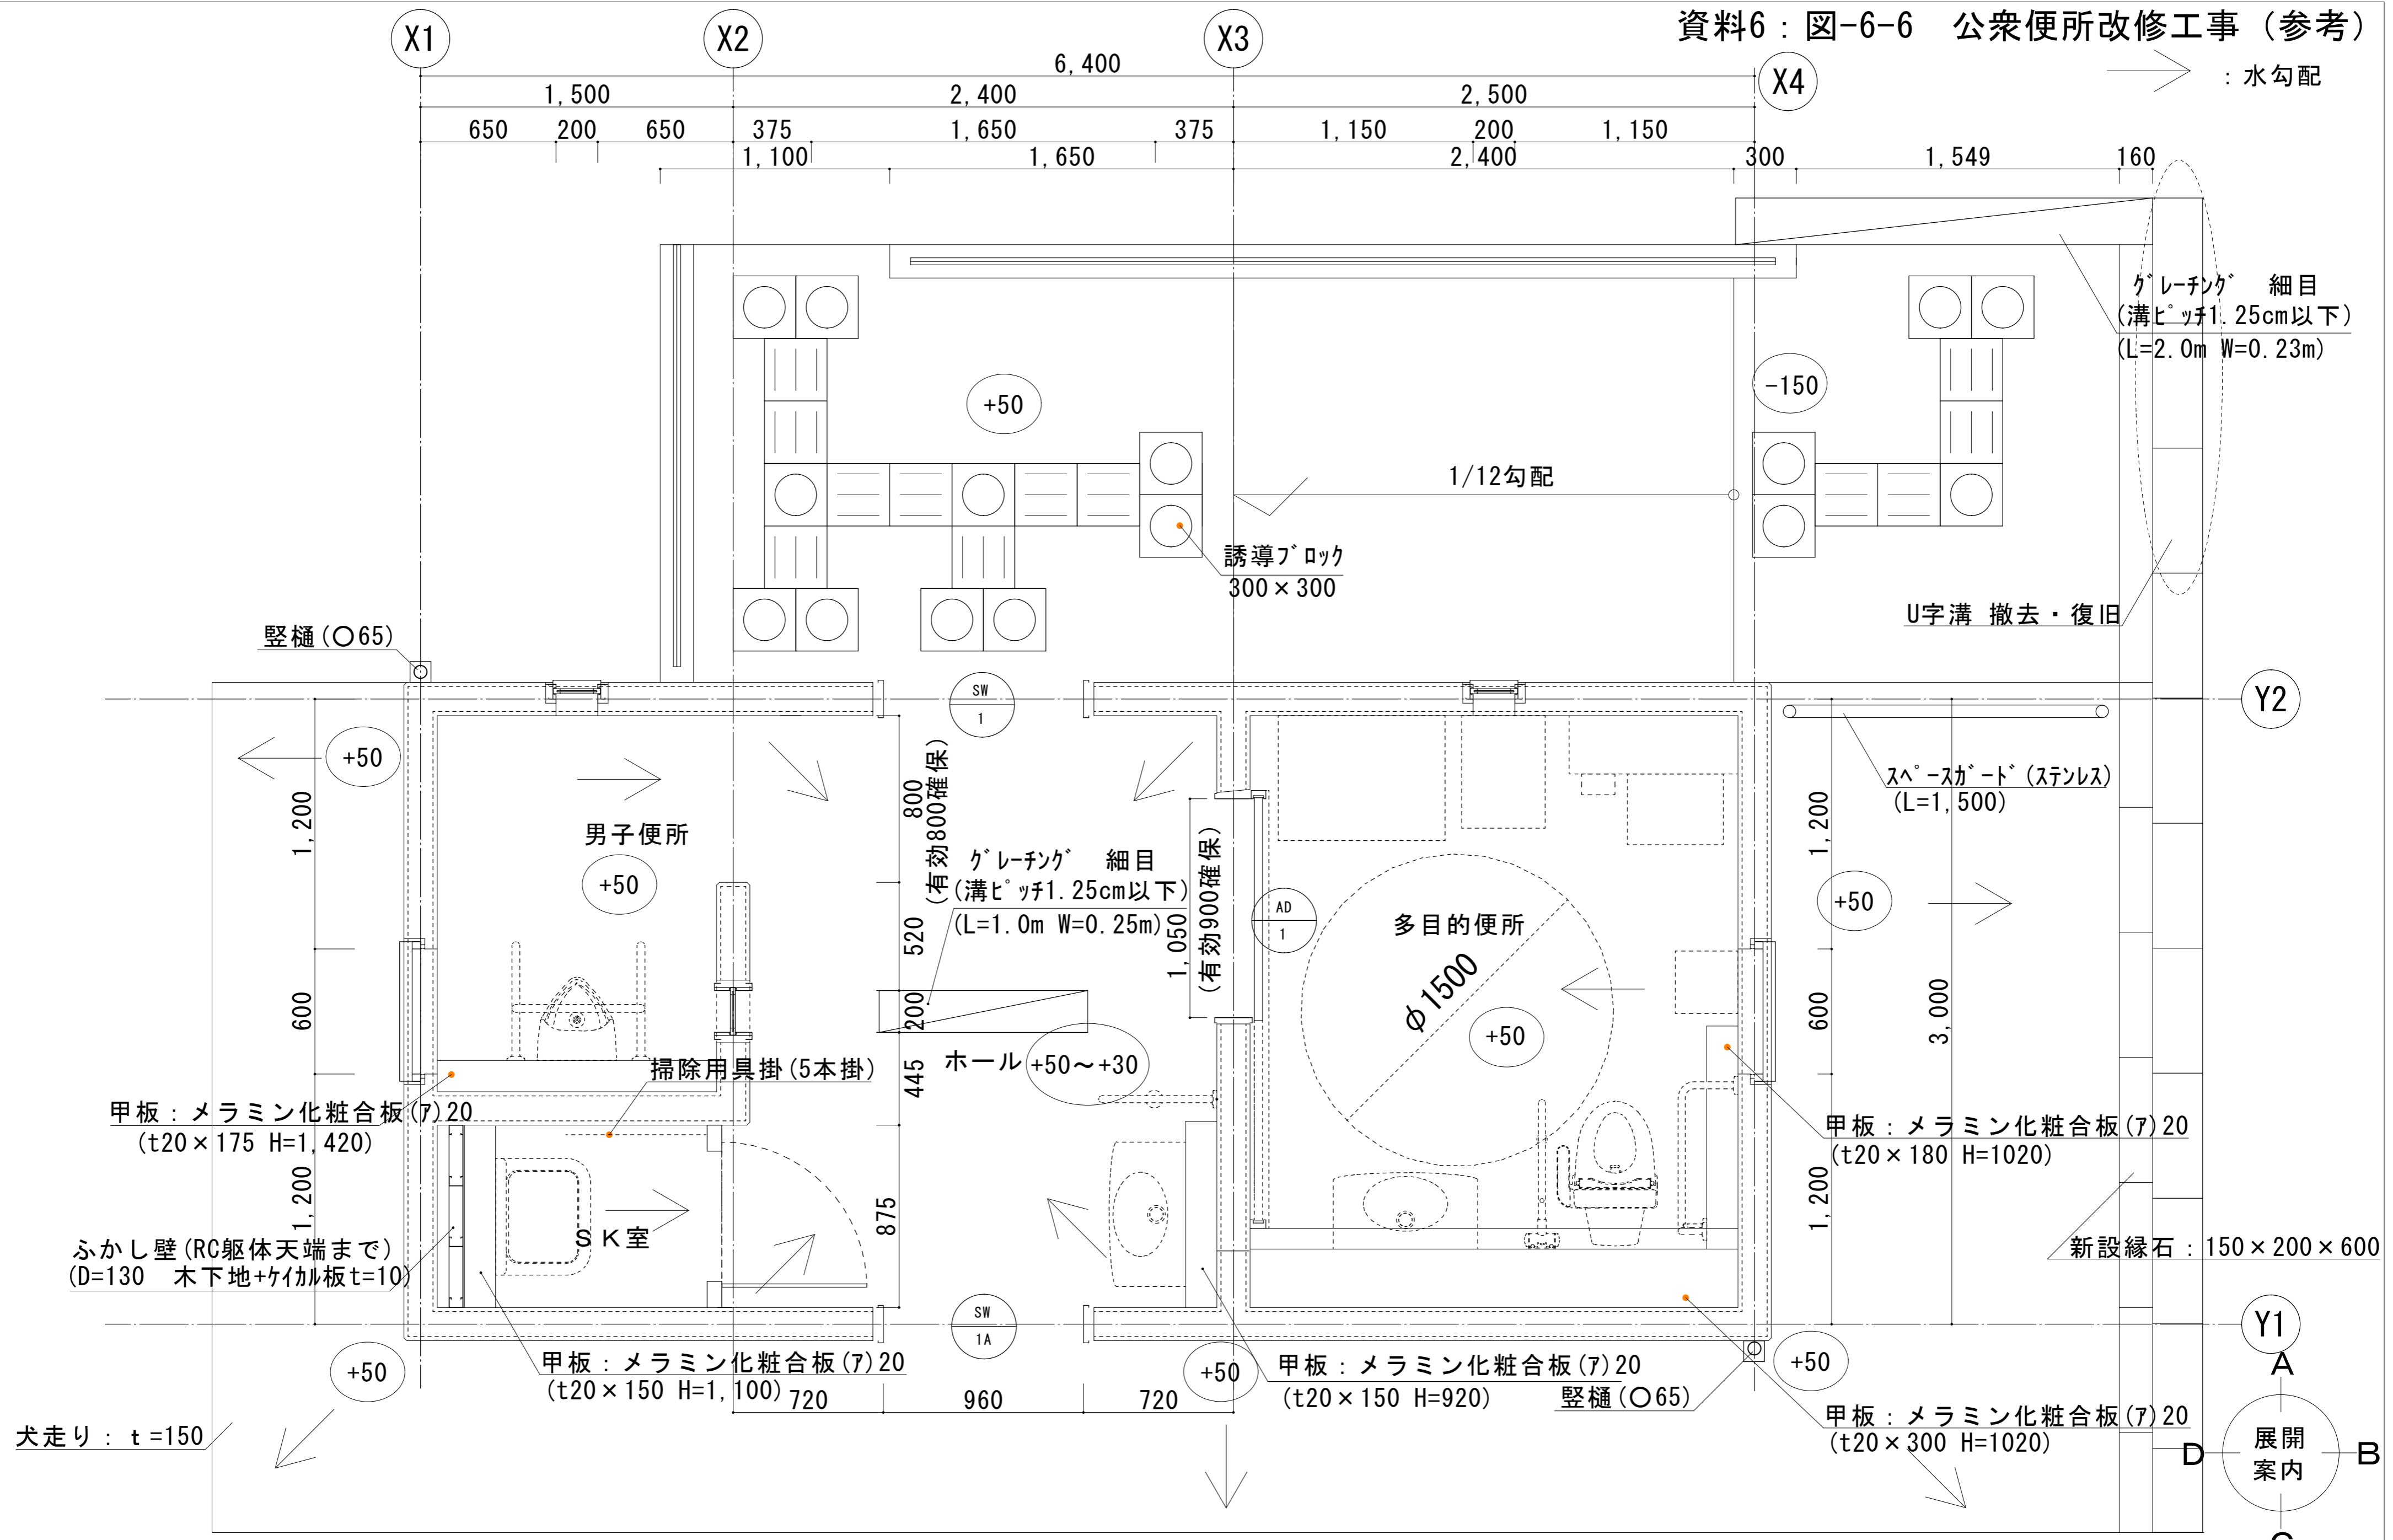 資料6：図-6-6　公衆便所改修工事（参考）
X1
X2
X3
X4
：水勾配
6,400
1,500
2,400
2,500
650
200
650
375
1,650
375
1,150
200
1,150
1,100
1,650
2,400
300
1,549
160
ｸﾞﾚｰﾁﾝｸﾞ　細目
(溝ﾋﾟｯﾁ1.25cm以下)
(L=2.0m W=0.23m)
+50
-150
1/12勾配
誘導ﾌﾞﾛｯｸ
300×300
U字溝 撤去・復旧
竪樋(○65)
SW
1
Y2
+50
1,200
600
1,200
男子便所
+50
800
(有効800確保)
520
200
445
875
ｸﾞﾚｰﾁﾝｸﾞ　細目
(溝ﾋﾟｯﾁ1.25cm以下)
(L=1.0m W=0.25m)
1,050
(有効900確保)
AD
1
多目的便所
φ1500
+50
ｽﾍﾟｰｽｶﾞｰﾄﾞ(ｽﾃﾝﾚｽ)
(L=1,500)
1,200
600
1,200
3,000
+50
ホール
+50～+30
掃除用具掛(5本掛)
甲板：メラミン化粧合板(ｱ)20
(t20×175 H=1,420)
甲板：メラミン化粧合板(ｱ)20
(t20×180 H=1020)
ふかし壁(RC躯体天端まで)
(D=130　木下地+ｹｲｶﾙ板t=10)
ＳＫ室
新設縁石：150×200×600
SW
1A
Y1
+50
甲板：メラミン化粧合板(ｱ)20
(t20×150 H=1,100)
+50
甲板：メラミン化粧合板(ｱ)20
(t20×150 H=920)
竪樋(○65)
+50
720
960
720
甲板：メラミン化粧合板(ｱ)20
(t20×300 H=1020)
犬走り：ｔ=150
A
D
展開
案内
B
C